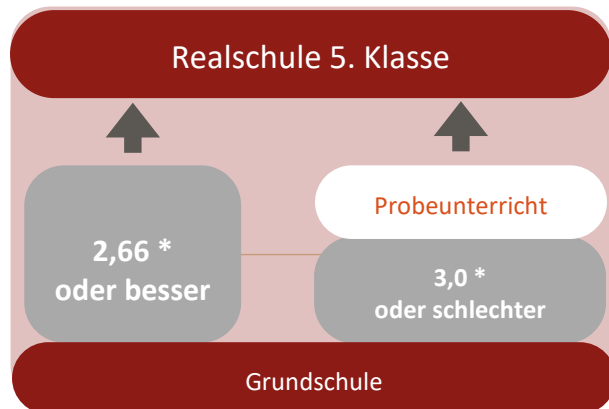 Realschule 5. Klasse
2,66 *
oder besser
Probeunterricht
3,0 *
oder schlechter
Grundschule